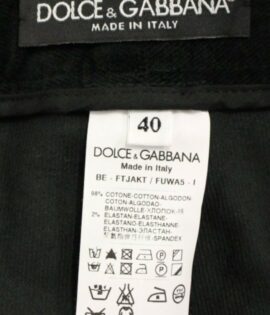 DOLCE & GABBANA
MADE IN ITALY
40
DOLCE & GABBANA
Made in Italy
BE - FTJAKT / FUWA5 - I
98% COTONE-COTTON-ALGODON-
COTON-ALGODAO-
BAUMWOLLE-ХЛОПОК-
2% ELASTAN-ELASTANE-
ELASTANO-ELASTHANNE-
ELASTHAN-ЭЛАСТАН-
-SPANDEX